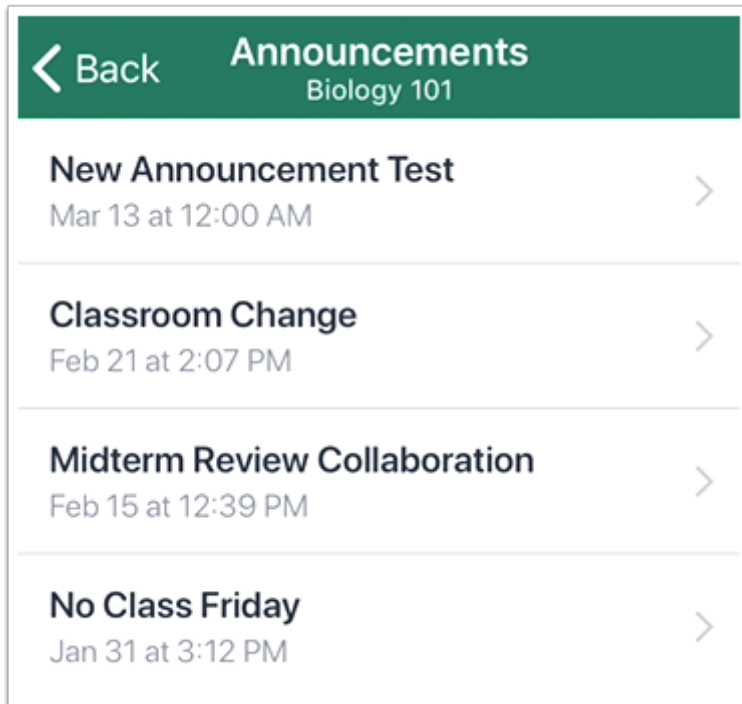 Back
Announcements
Biology 101
New Announcement Test
Mar 13 at 12:00 AM
Classroom Change
Feb 21 at 2:07 PM
Midterm Review Collaboration
Feb 15 at 12:39 PM
No Class Friday
Jan 31 at 3:12 PM